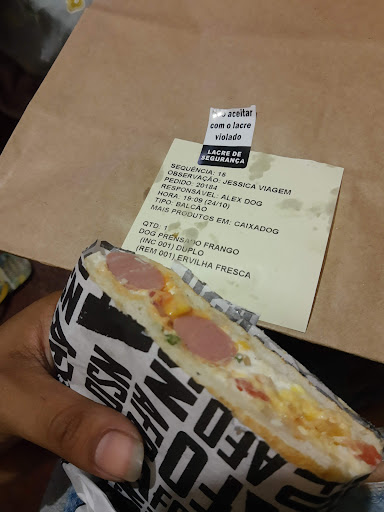 Não aceitar
com o lacre
violado
LACRE DE
SEGURANÇA
SEQUÊNCIA: 16
OBSERVAÇÃO: JESSICA VIAGEM
PEDIDO: 20184
RESPONSÁVEL: ALEX DOG
HORA: 19:09 (24/10)
TIPO: BALCÃO
MAIS PRODUTOS EM: CAIXADOG
QTD: 1
DOG PRENSADO FRANGO
(INC 001) DUPLO
(REM 001) ERVILHA FRESCA